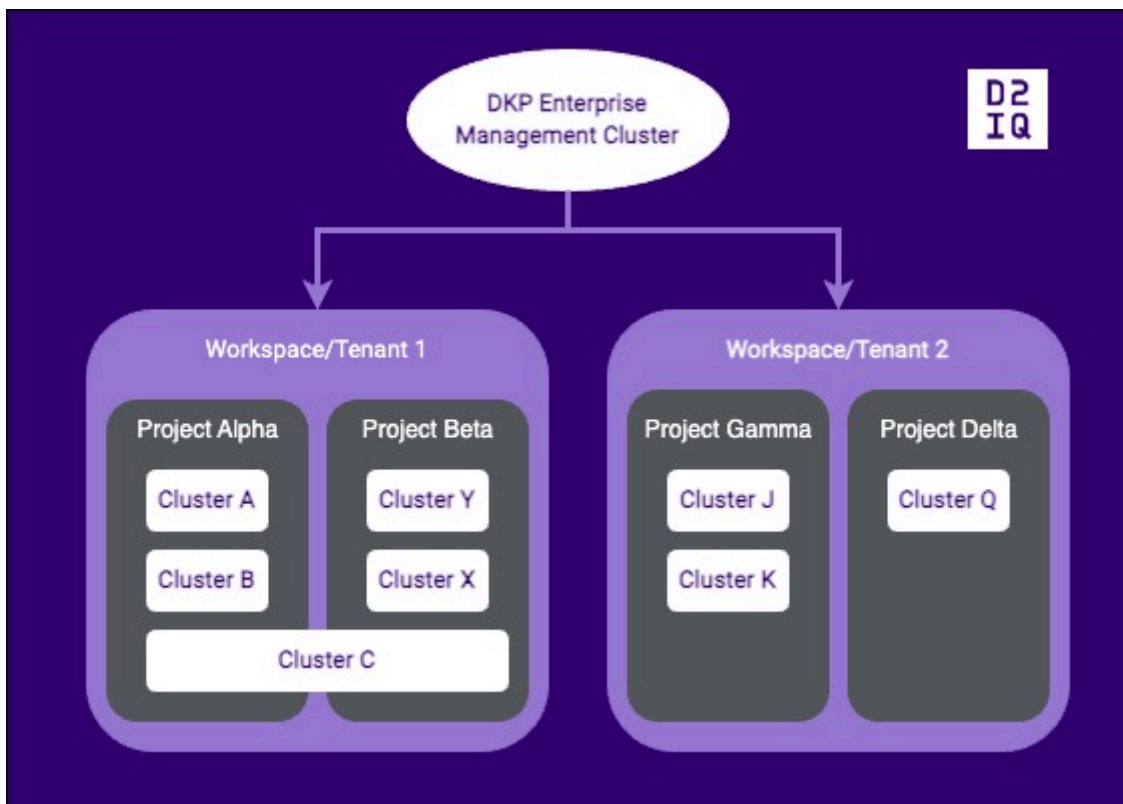 DKP Enterprise
Management Cluster
D2
IQ
Workspace/Tenant 1
Project Alpha
Cluster A
Cluster B
Project Beta
Cluster Y
Cluster X
Cluster C
Workspace/Tenant 2
Project Gamma
Cluster J
Cluster K
Project Delta
Cluster Q